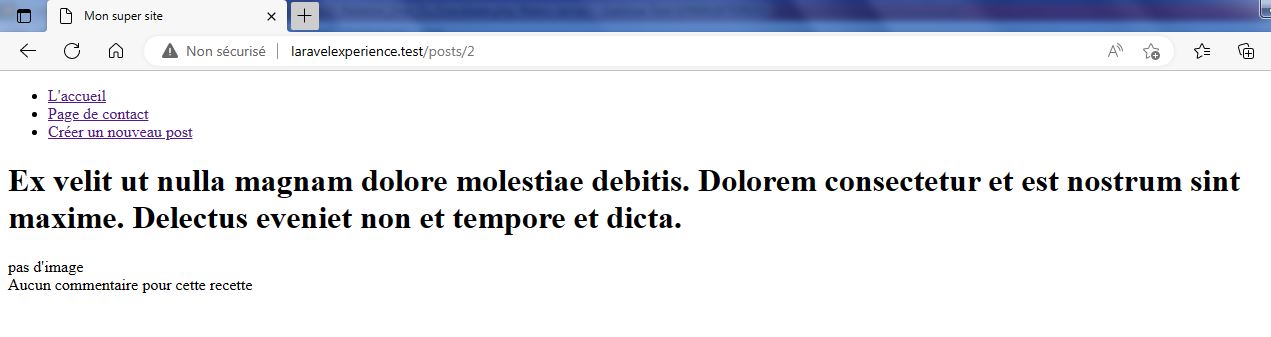 Mon super site
Non sécurisé
laravelexperience.test/posts/2
L'accueil
Page de contact
Créer un nouveau post
Ex velit ut nulla magnam dolore molestiae debitis. Dolorem consectetur et est nostrum sint
maxime. Delectus eveniet non et tempore et dicta.
pas d'image
Aucun commentaire pour cette recette